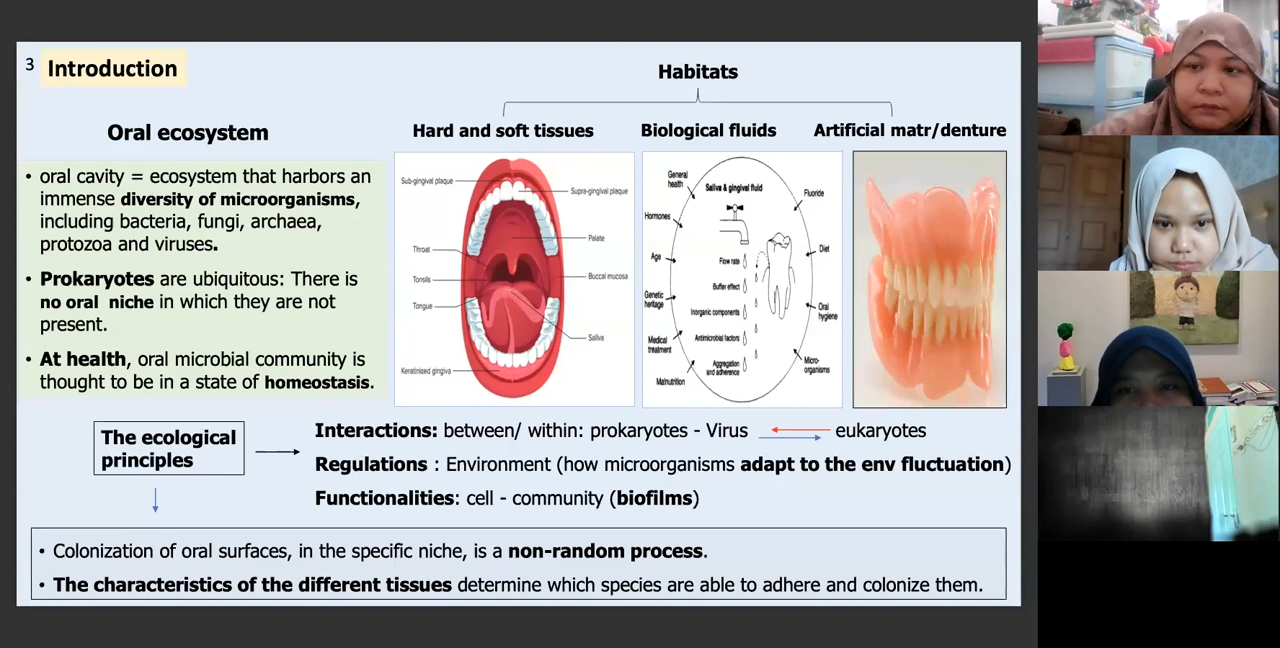 3 Introduction
Oral ecosystem
• oral cavity = ecosystem that harbors an
immense diversity of microorganisms,
including bacteria, fungi, archaea,
protozoa and viruses.
• Prokaryotes are ubiquitous: There is
no oral niche in which they are not
present.
• At health, oral microbial community is
thought to be in a state of homeostasis.
Habitats
Hard and soft tissues
Biological fluids
Artificial matr/denture
Sub-gingival plaque
Supra-gingival plaque
Palate
Throat
Buccal mucosa
Tonsils
Tongue
Saliva
Keratinized gingiva
General
health
Saliva & gingival fluid
Fluoride
Hormones
Age
Flow rate
Diet
Buffer effect
Genetic
heritage
Inorganic components
Oral
hygiene
Medical
treatment
Antimicrobial factors
Aggregation
and adherence
Micro-
organisms
Malnutrition
The ecological
principles
Interactions: between/ within: prokaryotes - Virus eukaryotes
Regulations : Environment (how microorganisms adapt to the env fluctuation)
Functionalities: cell - community (biofilms)
• Colonization of oral surfaces, in the specific niche, is a non-random process.
• The characteristics of the different tissues determine which species are able to adhere and colonize them.